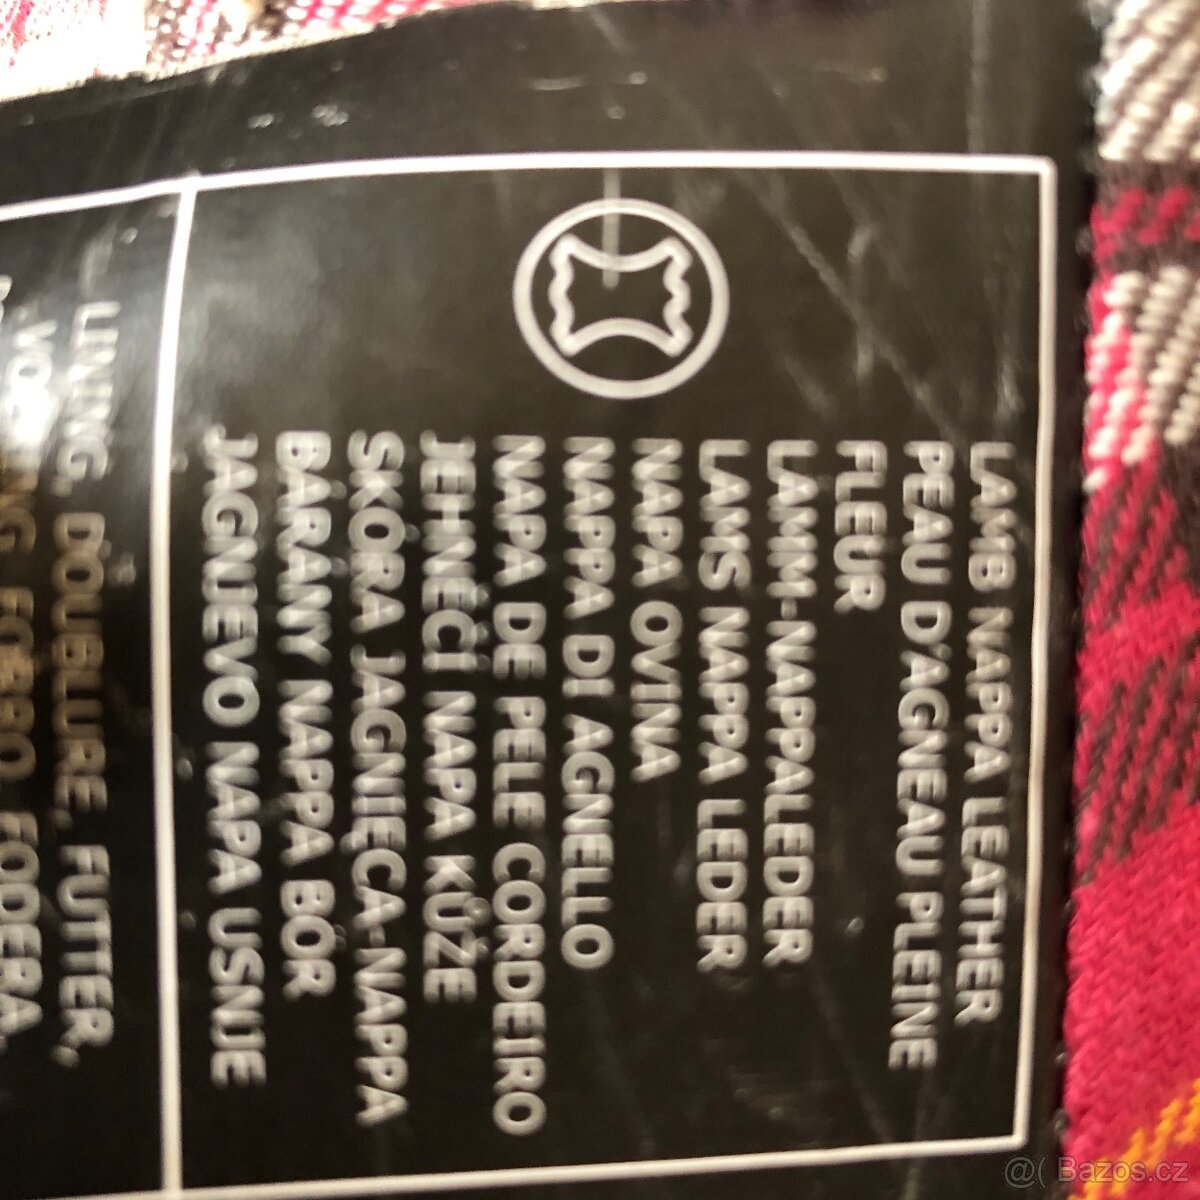 LAMB NAPPA LEATHER
PEAU D'AGNEAU PLEINE
FLEUR
LAMM-NAPPALEDER
LAMS NAPPA LEDER
NAPA OVINA
NAPPA DI AGNELLO
NAPA DE PELE CORDEIRO
JEHNĚČÍ NAPA KŮŽE
SKÓRA JAGNIĘCA-NAPPA
BÁRÁNY NAPPA BŐR
JAGNJEVO NAPA USNJE
LINING, DOUBLURE, FUTTER,
FORRO FODERA,
@( Bazos.cz